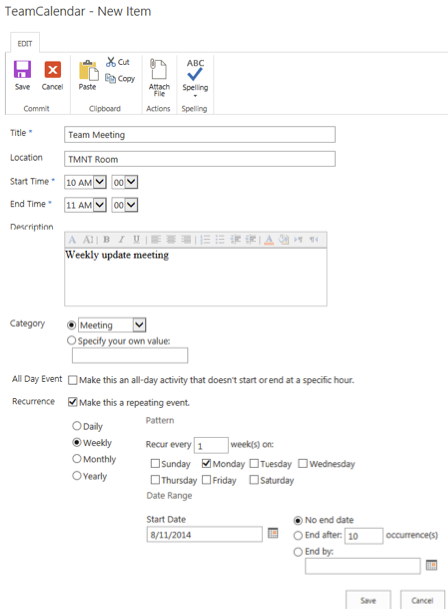 TeamCalendar - New Item
EDIT
Save
Cancel
Paste
Cut
Copy
Attach
File
ABC
Spelling
Commit
Clipboard
Actions
Spelling
Title *
Team Meeting
Location
TMNT Room
Start Time *
10 AM
00
End Time *
11 AM
00
Description
A A B I U A
Weekly update meeting
Category
Meeting
Specify your own value:
All Day Event
Make this an all-day activity that doesn't start or end at a specific hour.
Recurrence
Make this a repeating event.
Daily
Weekly
Monthly
Yearly
Pattern
Recur every 1 week(s) on:
Sunday Monday Tuesday Wednesday
Thursday Friday Saturday
Date Range
Start Date
8/11/2014
No end date
End after: 10 occurrence(s)
End by:
Save
Cancel